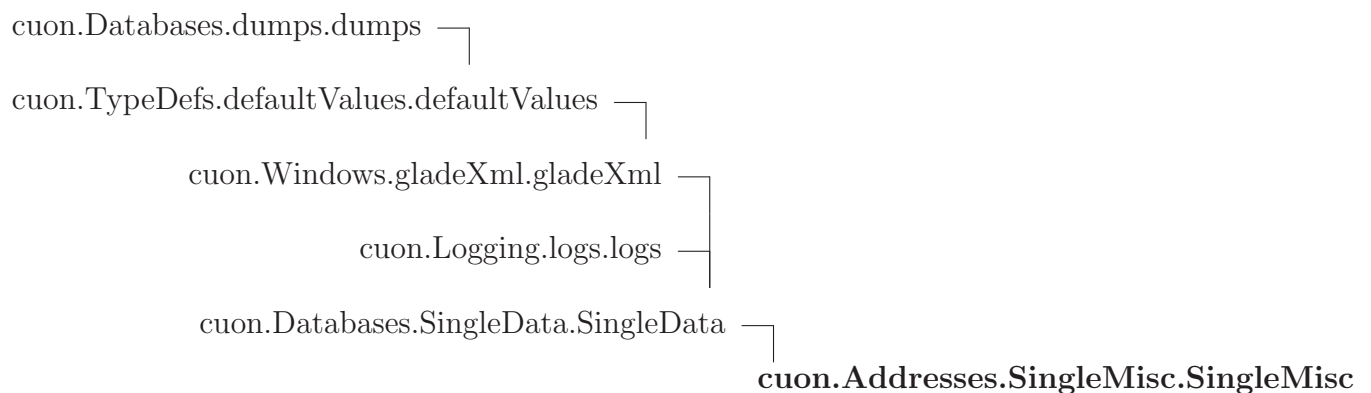 cuon.Databases.dumps.dumps
cuon.TypeDefs.defaultValues.defaultValues
cuon.Windows.gladeXml.gladeXml
cuon.Logging.logs.logs
cuon.Databases.SingleData.SingleData
cuon.Addresses.SingleMisc.SingleMisc